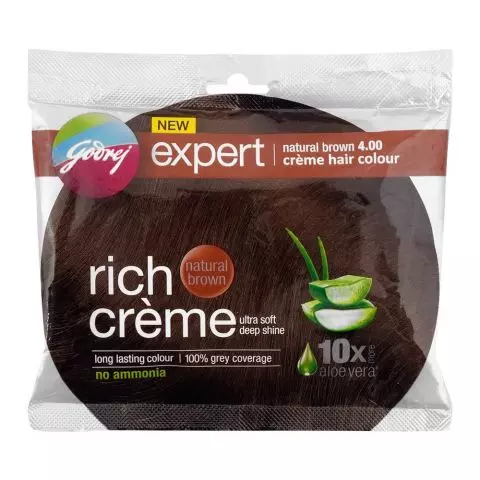 NEW
Godrej
expert
natural brown 4.00
crème hair colour
natural
brown
rich
crème
ultra soft
deep shine
long lasting colour | 100% grey coverage
no ammonia
10x more
aloe vera*